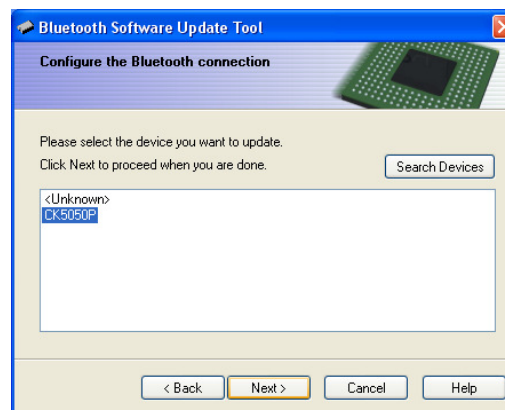 Bluetooth Software Update Tool
Configure the Bluetooth connection
Please select the device you want to update.
Click Next to proceed when you are done.
Search Devices
<Unknown>
CK5050P
< Back
Next >
Cancel
Help